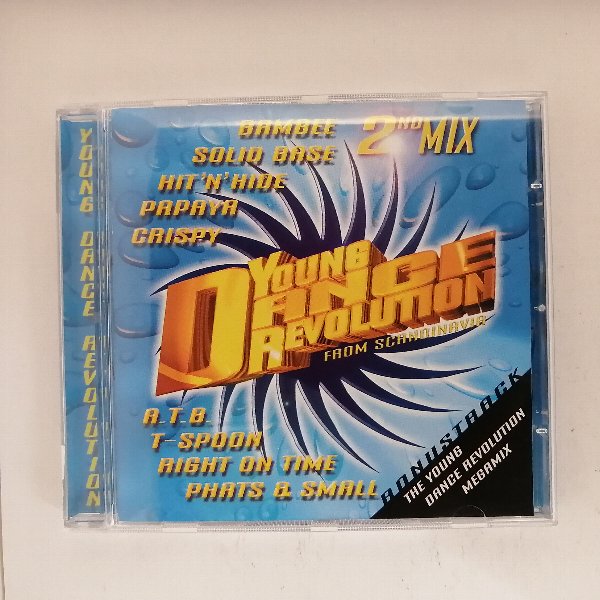 YOUNG DANCE REVOLUTION
BAMBEE
2ND MIX
SOLID BASE
HIT'N'HIDE
PAPAYA
CRISPY
YOUNG
DANCE
REVOLUTION
FROM SCANDINAVIA
A.T.B.
T-SPOON
RIGHT ON TIME
PHATS & SMALL
BONUSTRACK
THE YOUNG
DANCE REVOLUTION
MEGAMIX